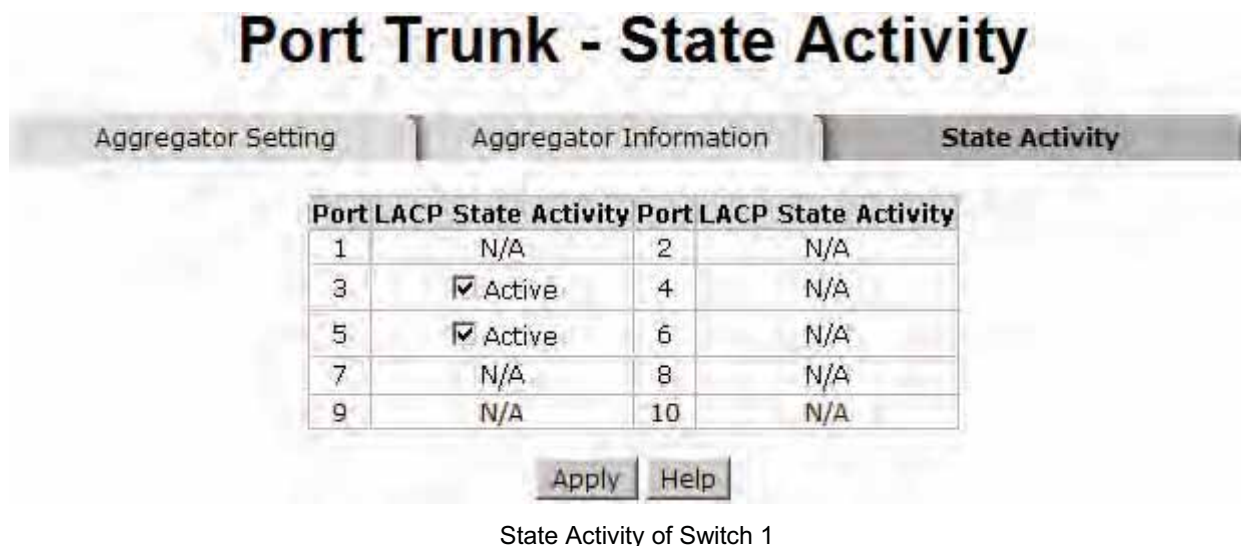 Port Trunk - State Activity
Aggregator Setting Aggregator Information State Activity
Port LACP State Activity Port LACP State Activity
1 N/A 2 N/A
3 Active 4 N/A
5 Active 6 N/A
7 N/A 8 N/A
9 N/A 10 N/A
Apply Help
State Activity of Switch 1